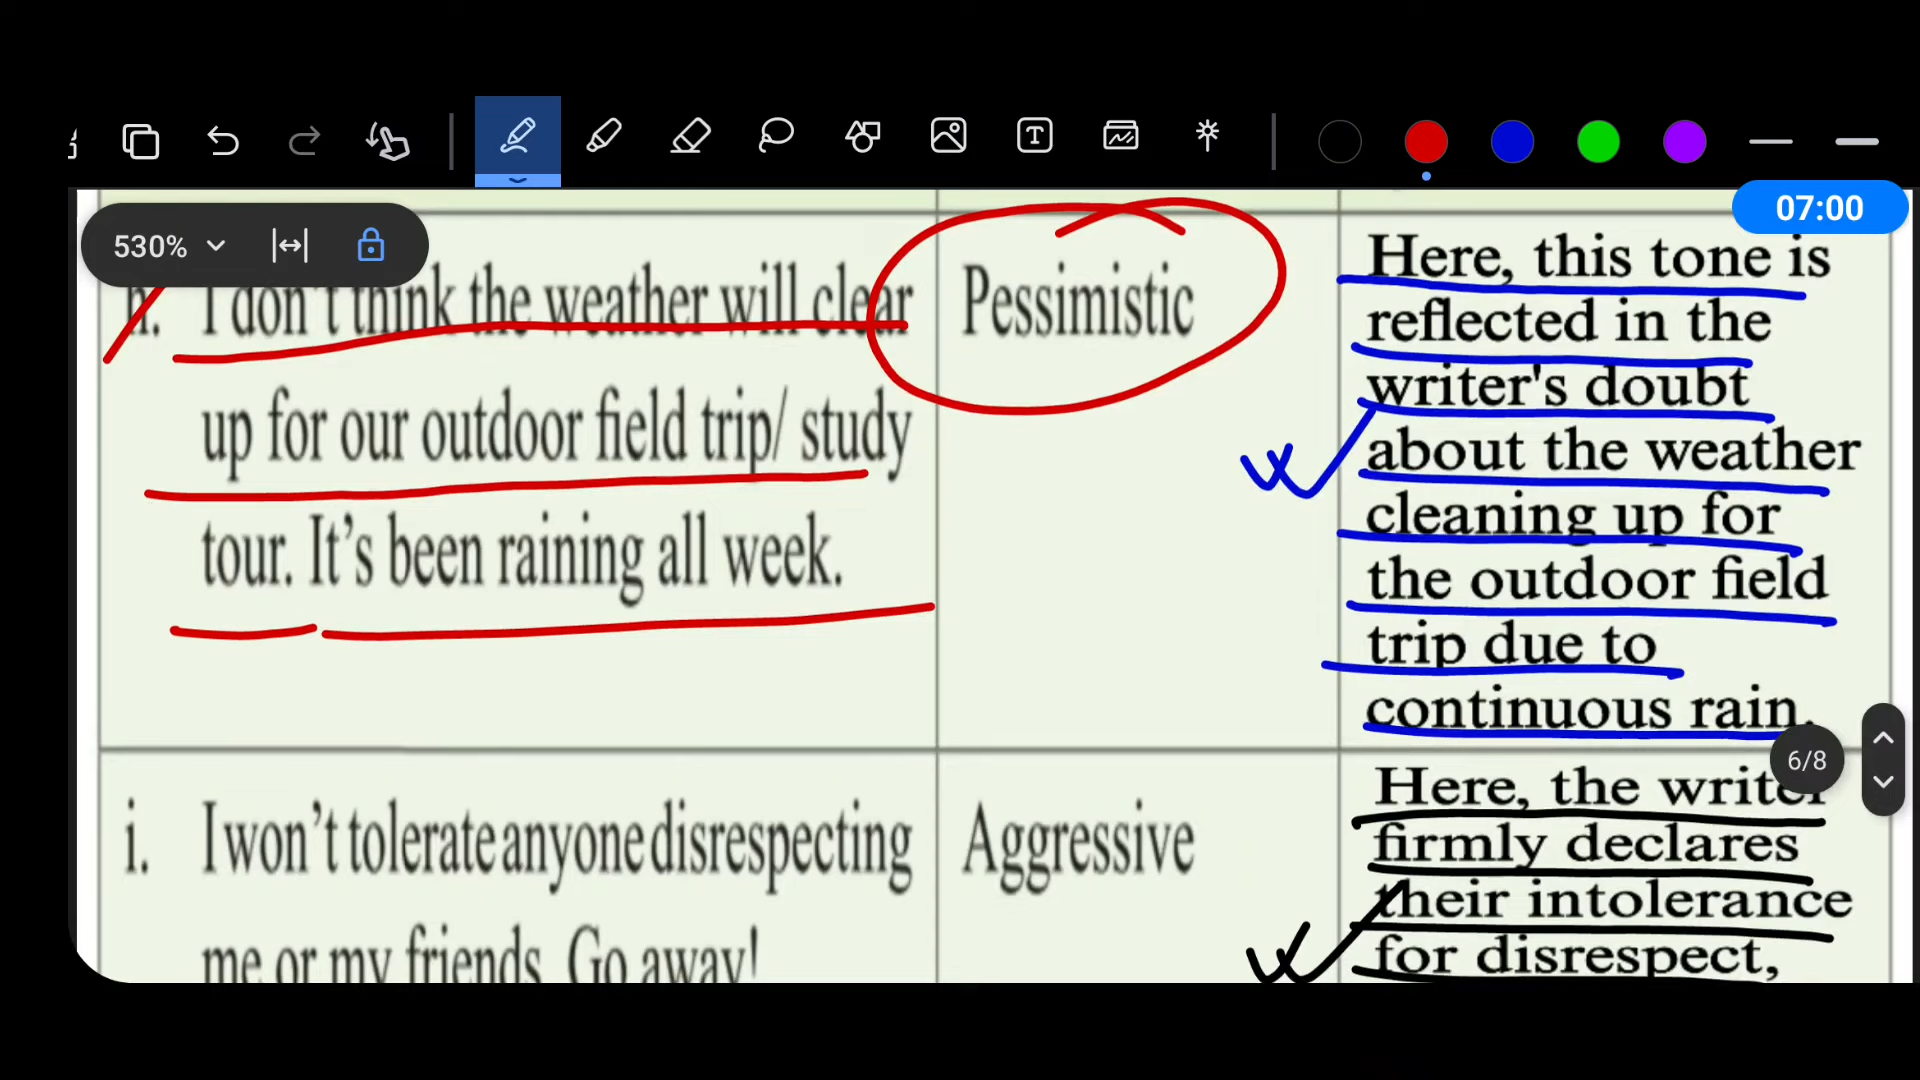 07:00
530%
h. I don't think the weather will clear
up for our outdoor field trip/ study
tour. It's been raining all week.
Pessimistic
Here, this tone is
reflected in the
writer's doubt
about the weather
cleaning up for
the outdoor field
trip due to
continuous rain.
6/8
i. I won't tolerate anyone disrespecting
me or my friends. Go away!
Aggressive
Here, the writer
firmly declares
their intolerance
for disrespect,